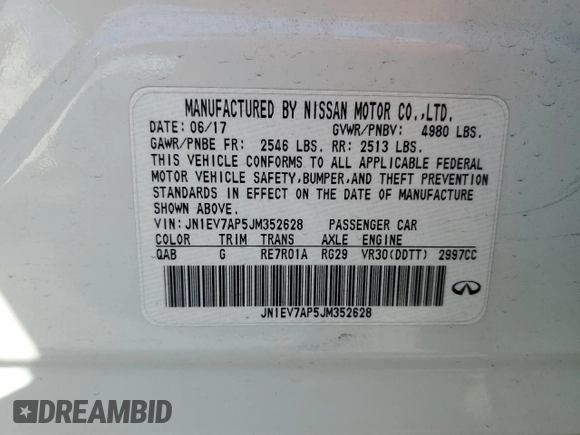 MANUFACTURED BY NISSAN MOTOR CO.,LTD.
DATE: 06/17 GVWR/PNBV: 4980 LBS.
GAWR/PNBE FR: 2546 LBS. RR: 2513 LBS.
THIS VEHICLE CONFORMS TO ALL APPLICABLE FEDERAL
MOTOR VEHICLE SAFETY,BUMPER,AND THEFT PREVENTION
STANDARDS IN EFFECT ON THE DATE OF MANUFACTURE
SHOWN ABOVE.
VIN:JN1EV7AP5JM352628 PASSENGER CAR
COLOR TRIM TRANS AXLE ENGINE
QAB G RE7R01A RG29 VR30(DDTT) 2997CC
JN1EV7AP5JM352628
DREAMBID